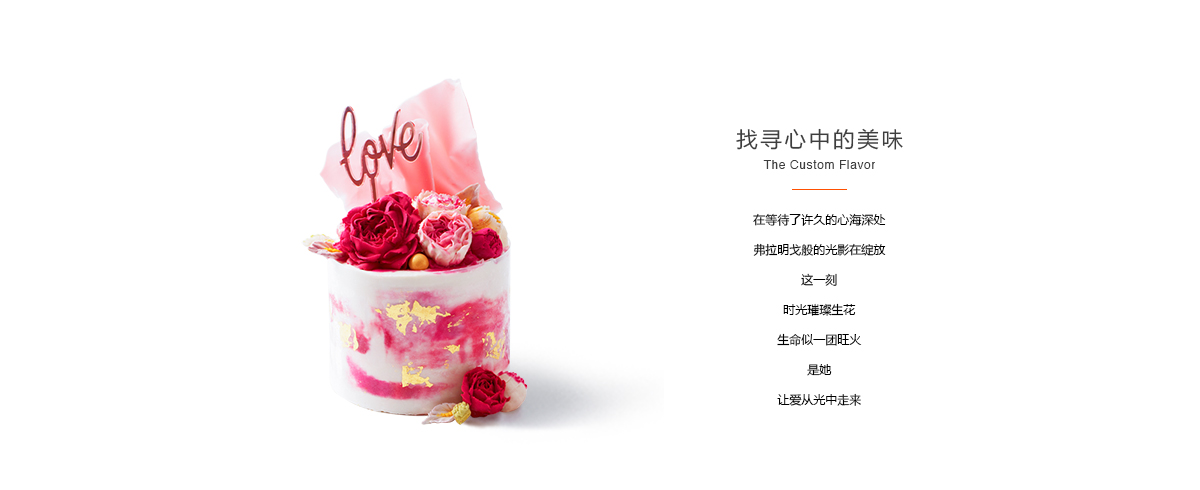 love
找寻心中的美味
The Custom Flavor
在等待了许久的心海深处
弗拉明戈般的光影在绽放
这一刻
时光璀璨生花
生命似一团旺火
是她
让爱从光中走来